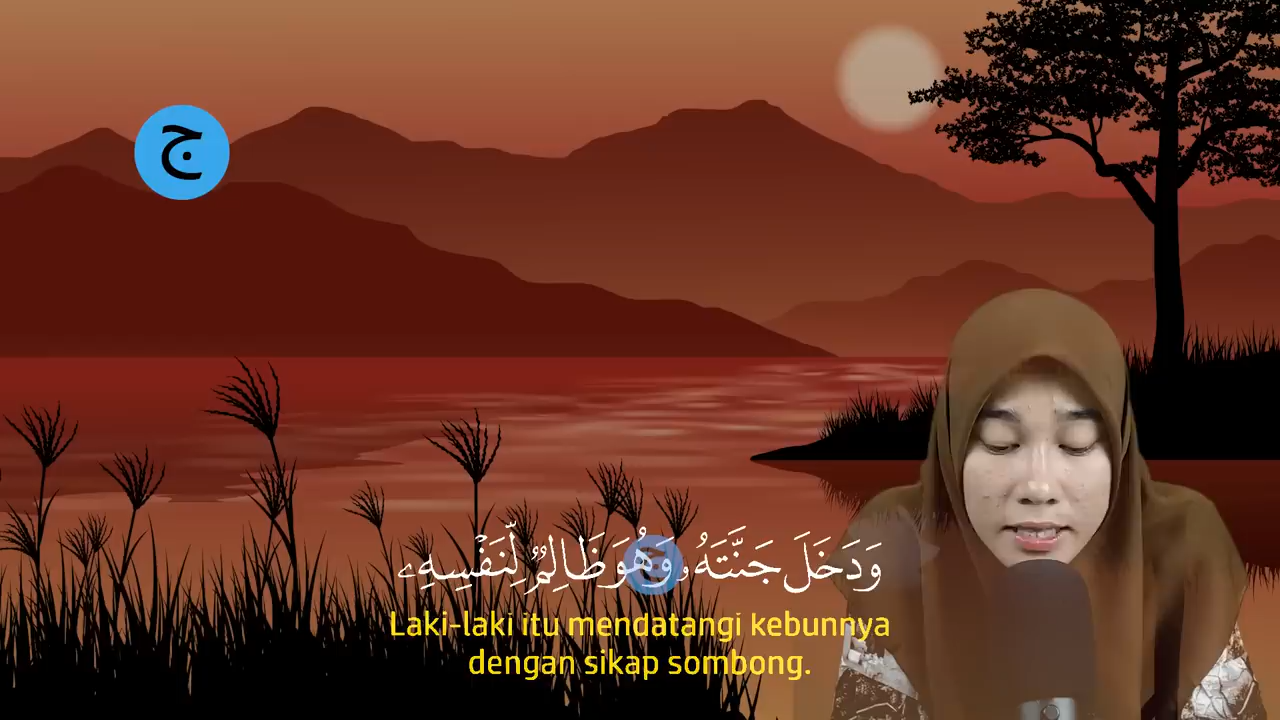 ج
وَدَخَلَ جَنَّتَهُۥ وَهُوَ ظَالِمٌ لِّنَفْسِهِۦ
Laki-laki itu mendatangi kebunnya
dengan sikap sombong.